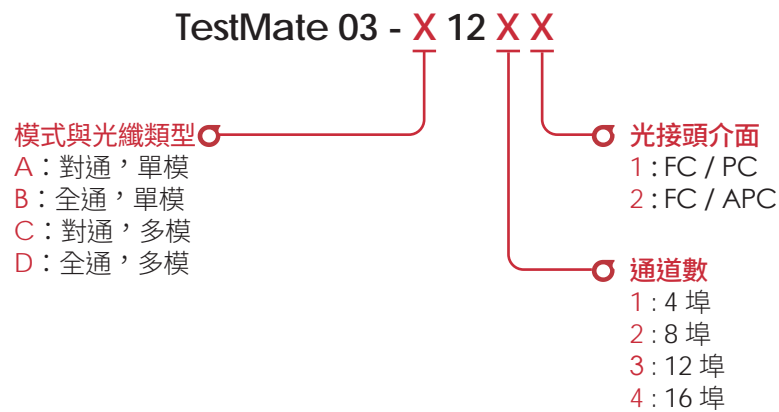 TestMate 03 - X 12 X X
模式與光纖類型
A：對通，單模
B：全通，單模
C：對通，多模
D：全通，多模
光接頭介面
1 : FC / PC
2 : FC / APC
通道數
1 : 4 埠
2 : 8 埠
3 : 12 埠
4 : 16 埠